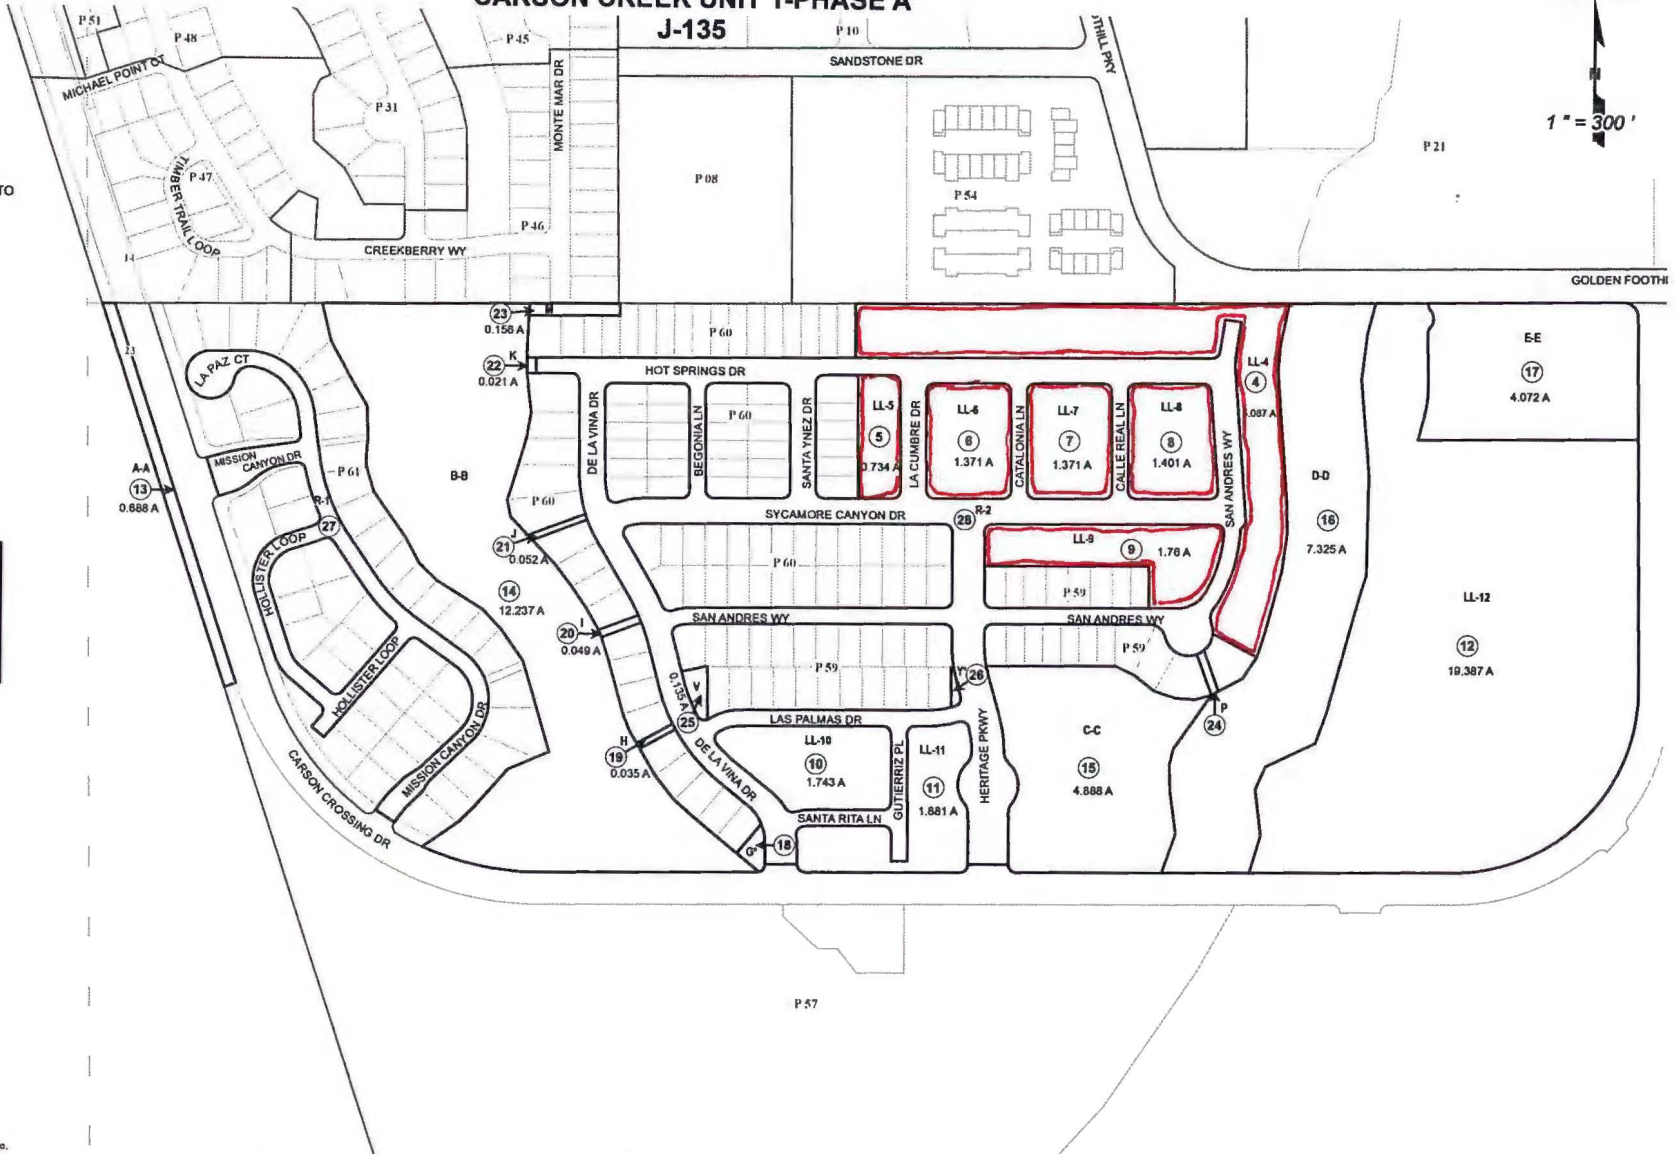 CARSON CREEK UNIT 1-PHASE A
J-135
P 51
P 48
P 45
P 10
MICHAEL POINT CT
P 31
MONTE MAR DR
SANDSTONE DR
N
1 " = 300 '
P 21
TO
TIMBER TRAIL LOOP
P 47
P 08
P 54
P 46
CREEKBERRY WY
GOLDEN FOOTHI
23
0.156 A
P 60
LL-4
4
E-E
17
4.072 A
23
LA PAZ CT
K
22
0.021 A
HOT SPRINGS DR
DE LA VINA DR
BEGONIA LN
P 60
SANTA YNEZ DR
LL-5
5
0.734 A
LA CUMBRE DR
LL-6
6
1.371 A
CATALONIA LN
LL-7
7
1.371 A
CALLE REAL LN
LL-8
8
1.401 A
SAN ANDRES WY
.087 A
MISSION CANYON DR
P 61
A-A
13
0.688 A
B-B
P 60
D-D
16
7.325 A
R-1
27
HOLLISTER LOOP
J
21
0.052 A
SYCAMORE CANYON DR
R-2
28
LL-9
9
1.76 A
P 60
P 59
14
12.237 A
I
20
0.049 A
SAN ANDRES WY
SAN ANDRES WY
LL-12
12
19.387 A
HOLLISTER LOOP
P 59
P 59
Y
26
0.135 A
V
25
P
24
MISSION CANYON DR
H
19
0.035 A
LAS PALMAS DR
DE LA VINA DR
LL-10
10
1.743 A
GUTIERRIZ PL
LL-11
11
1.881 A
HERITAGE PKWY
C-C
15
4.888 A
CARSON CROSSING DR
SANTA RITA LN
G
18
P 57